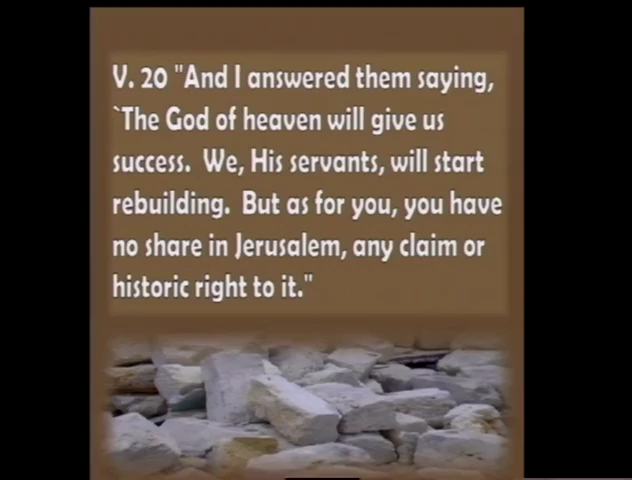 V. 20 "And I answered them saying,
`The God of heaven will give us
success. We, His servants, will start
rebuilding. But as for you, you have
no share in Jerusalem, any claim or
historic right to it."